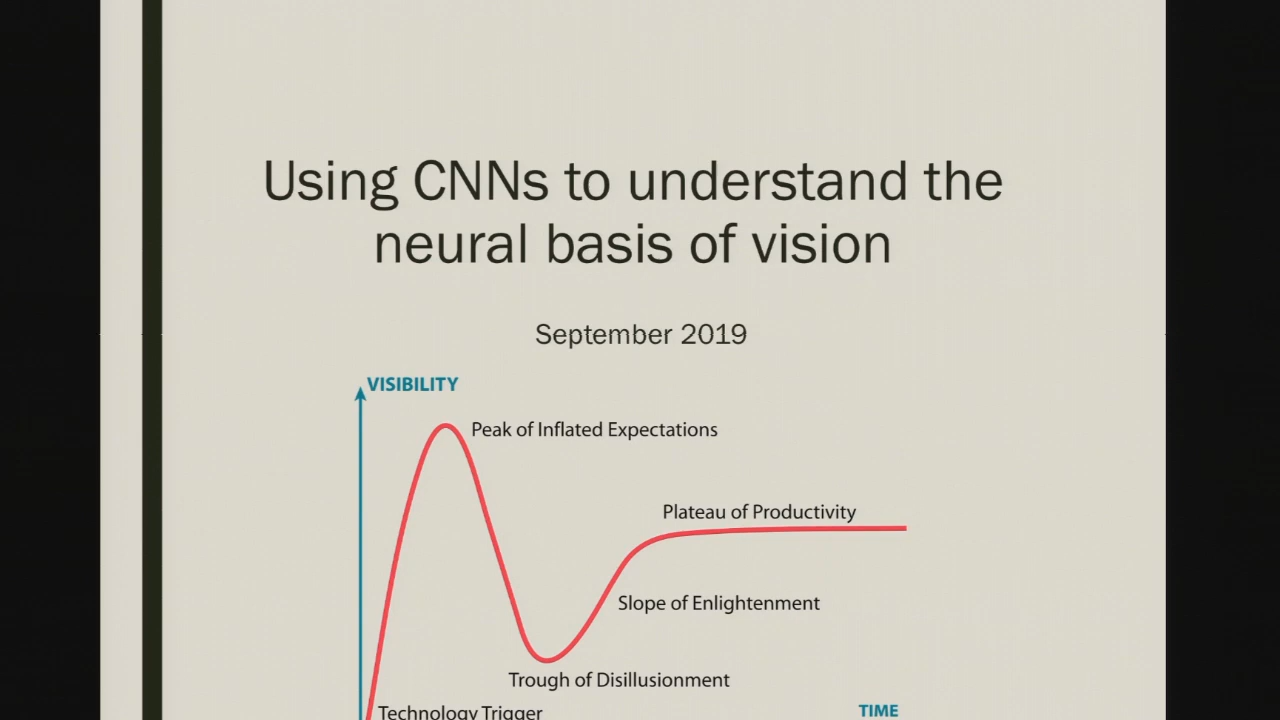 Using CNNs to understand the
neural basis of vision
September 2019
VISIBILITY
Peak of Inflated Expectations
Plateau of Productivity
Slope of Enlightenment
Trough of Disillusionment
Technology Trigger
TIME